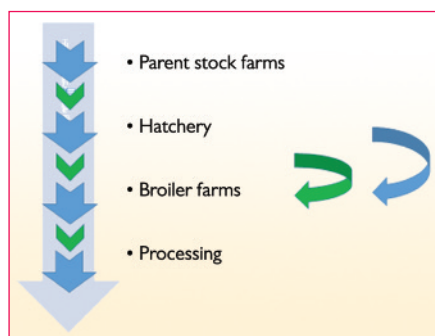 • Parent stock farms
• Hatchery
• Broiler farms
• Processing